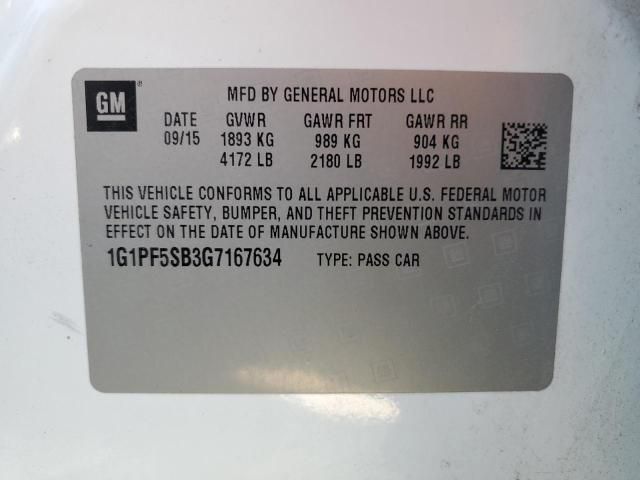 GM
MFD BY GENERAL MOTORS LLC
DATE GVWR GAWR FRT GAWR RR
09/15 1893 KG 989 KG 904 KG
4172 LB 2180 LB 1992 LB
THIS VEHICLE CONFORMS TO ALL APPLICABLE U.S. FEDERAL MOTOR
VEHICLE SAFETY, BUMPER, AND THEFT PREVENTION STANDARDS IN
EFFECT ON THE DATE OF MANUFACTURE SHOWN ABOVE.
1G1PF5SB3G7167634 TYPE: PASS CAR